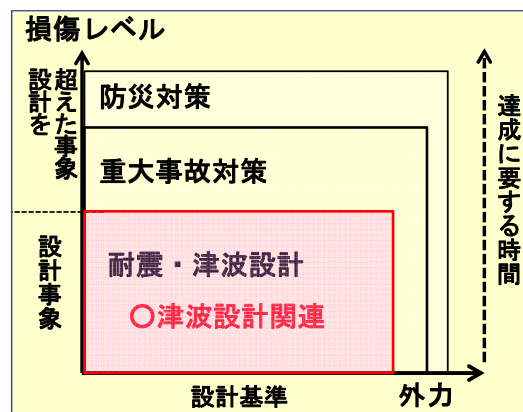 損傷レベル
設計を
超えた事象
防災対策
重大事故対策
設計事象
耐震・津波設計
〇津波設計関連
達成に要する時間
設計基準
外力